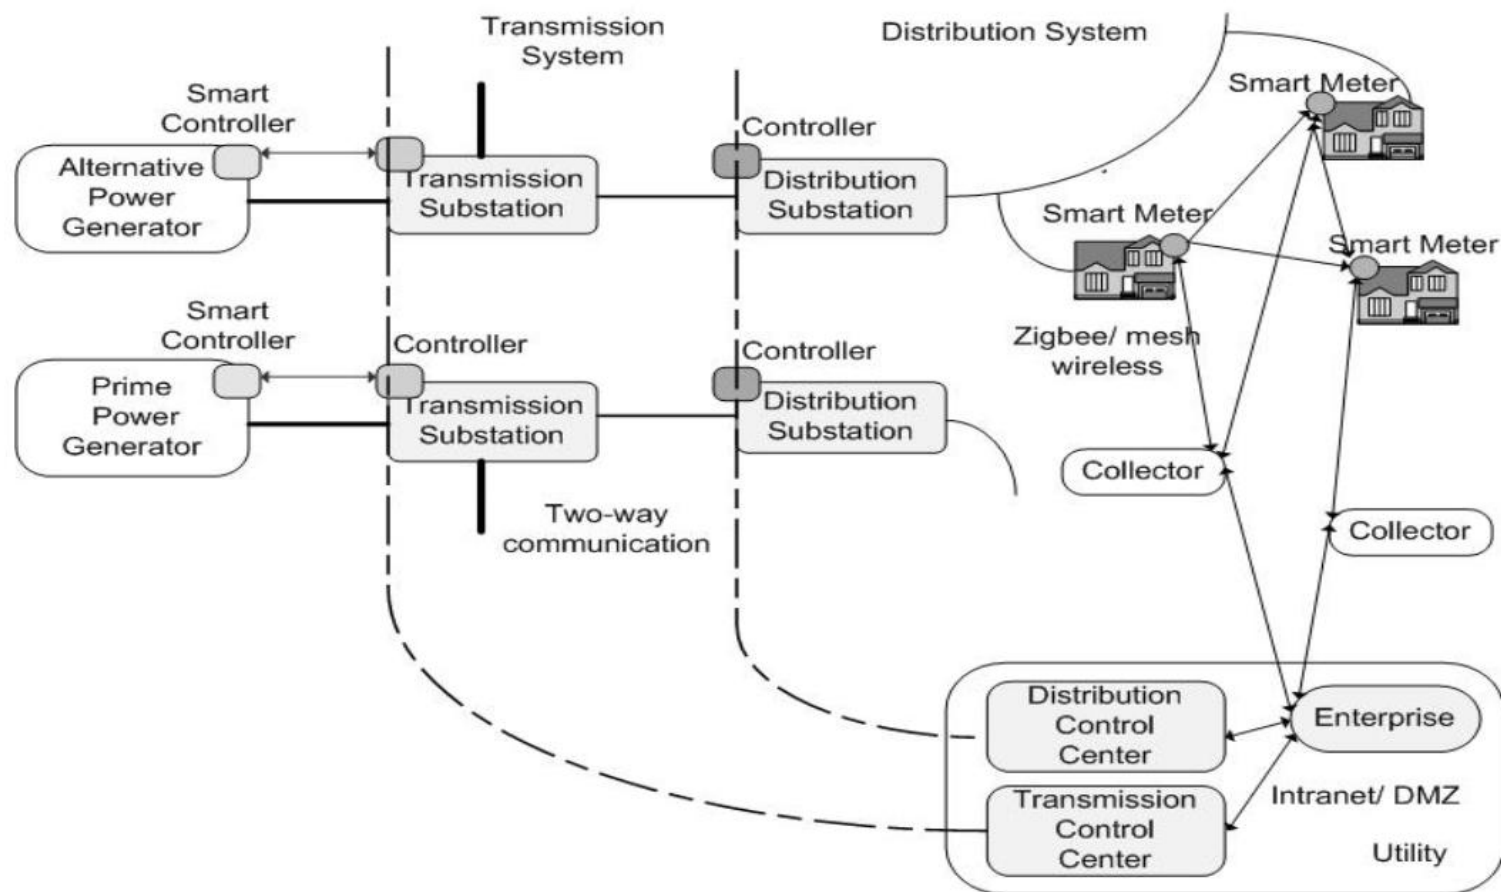 Transmission
System
Distribution System
Smart
Controller
Smart Meter
Controller
Alternative
Power
Generator
Transmission
Substation
Distribution
Substation
Smart Meter
Smart Meter
Smart
Controller
Controller
Controller
Zigbee/ mesh
wireless
Prime
Power
Generator
Transmission
Substation
Distribution
Substation
Collector
Two-way
communication
Collector
Distribution
Control
Center
Enterprise
Transmission
Control
Center
Intranet/ DMZ
Utility